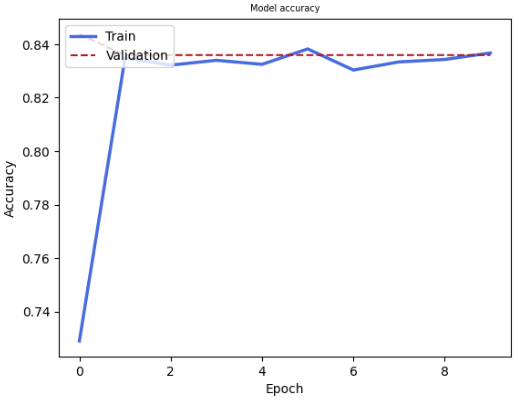 Model accuracy
Train
Validation
Accuracy
0.84
0.82
0.80
0.78
0.76
0.74
0 2 4 6 8
Epoch